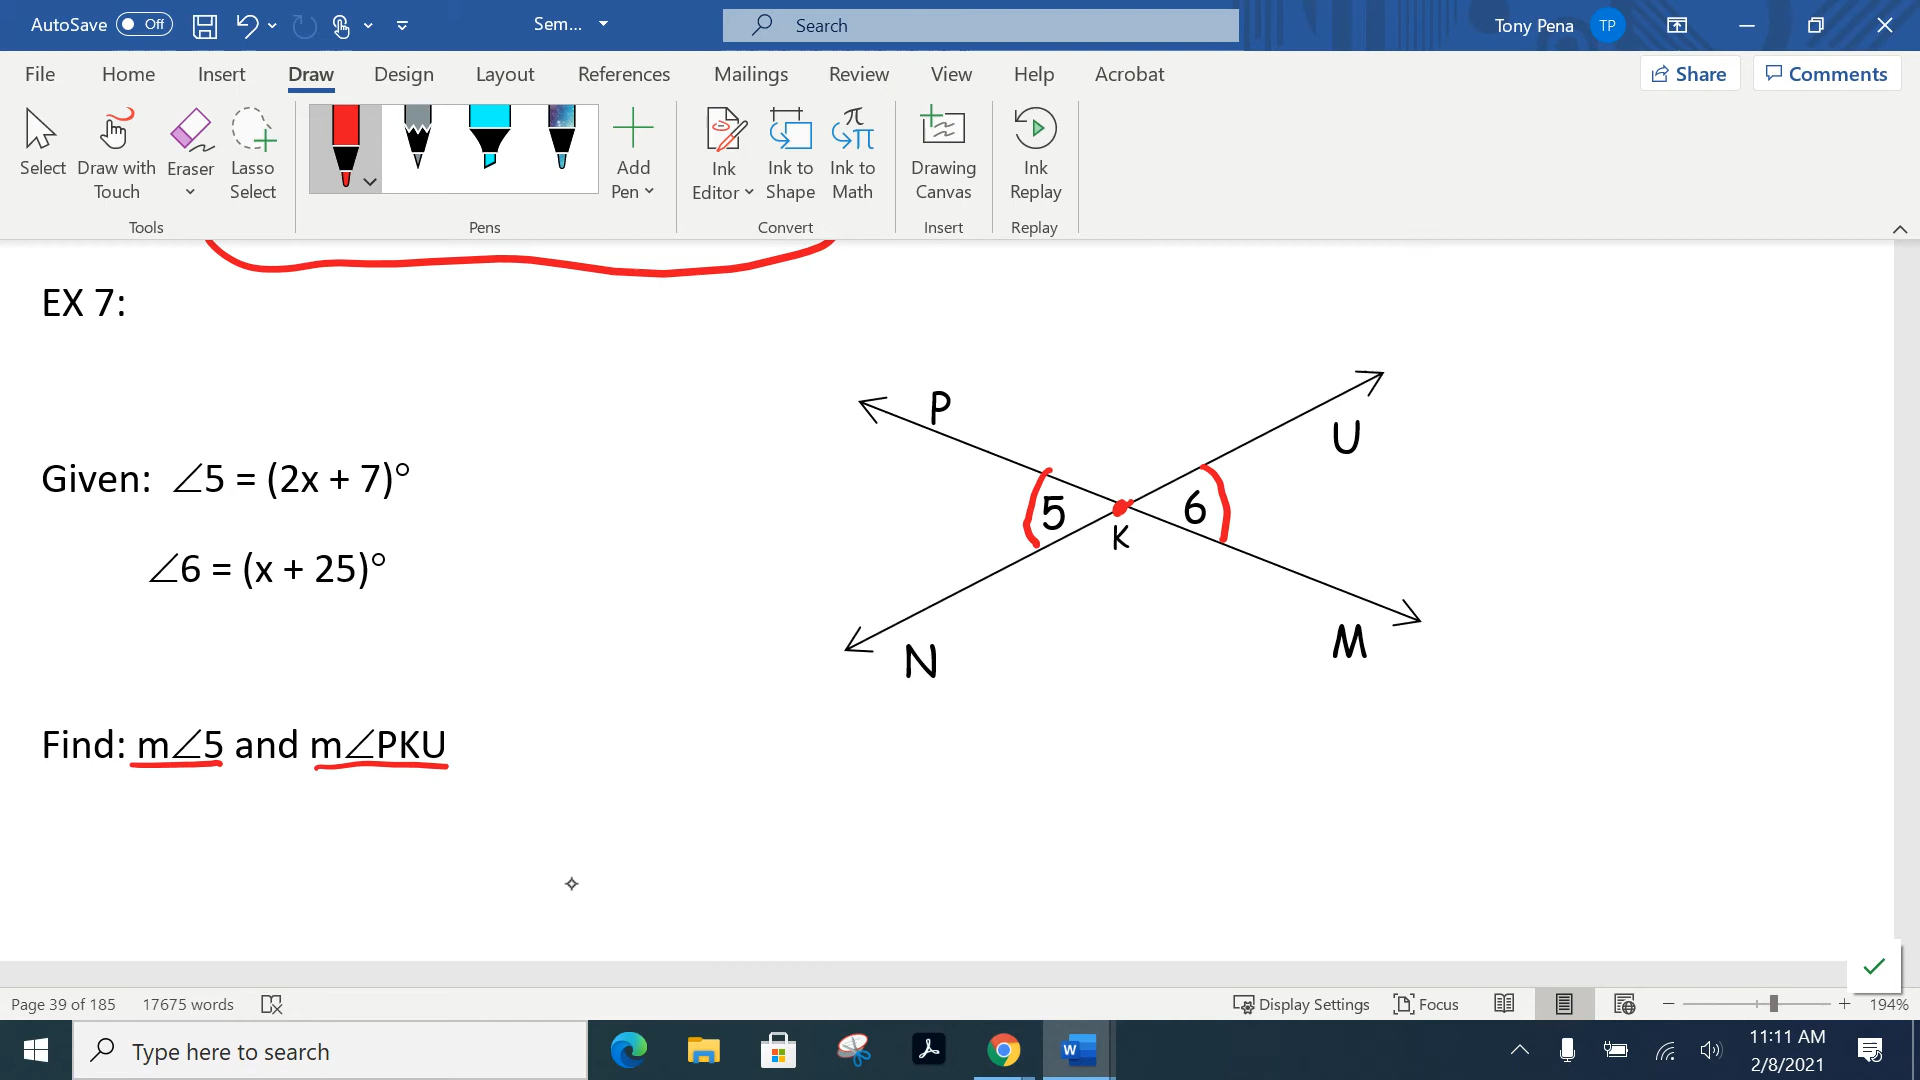 AutoSave Off Sem... Search Tony Pena TP
File Home Insert Draw Design Layout References Mailings Review View Help Acrobat Share Comments
Select Draw with Touch Eraser Lasso Select Add Pen Ink Editor Ink to Shape Ink to Math Drawing Canvas Ink Replay
Tools Pens Convert Insert Replay
EX 7:
P
U
Given: ∠5 = (2x + 7)°
5 6
K
∠6 = (x + 25)°
N M
Find: m∠5 and m∠PKU
Page 39 of 185 17675 words Display Settings Focus 194%
Type here to search W 11:11 AM
2/8/2021